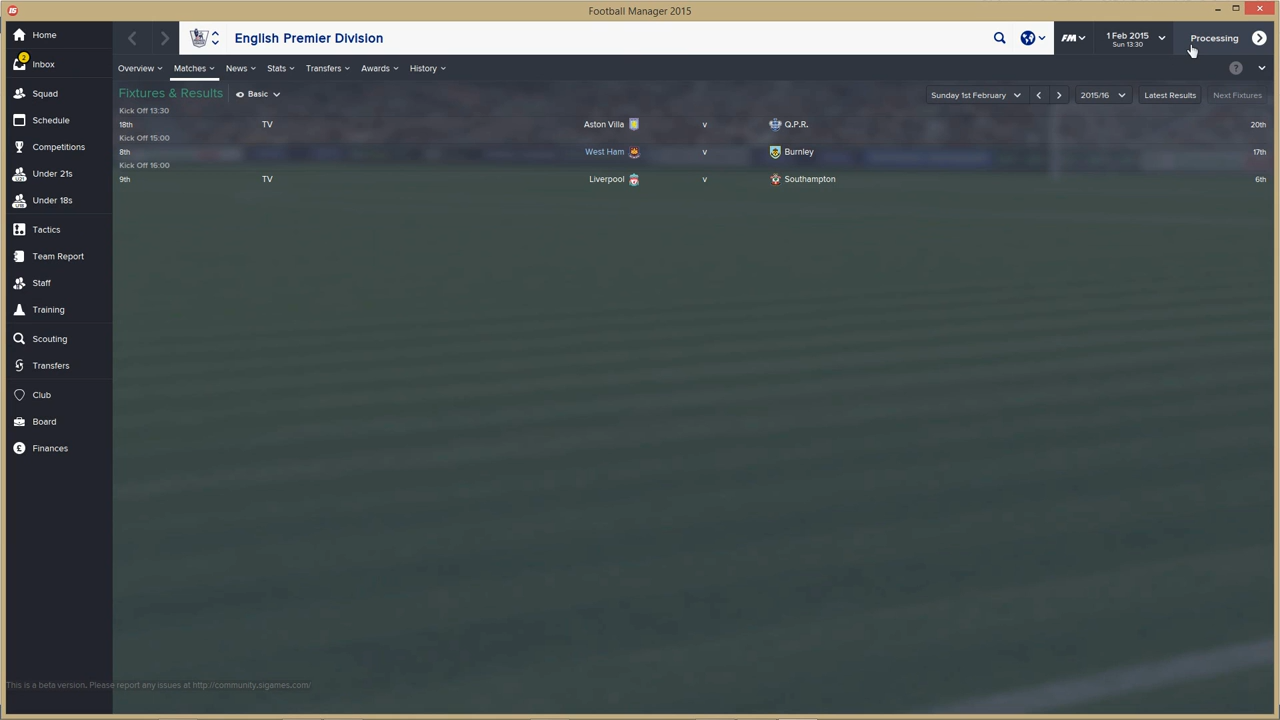 Football Manager 2015
Home
English Premier Division
FM
1 Feb 2015
Sun 13:30
Processing
2
Inbox
Overview Matches News Stats Transfers Awards History ?
Squad
Fixtures & Results Basic Sunday 1st February 2015/16 Latest Results Next Fixtures
Kick Off 13:30
18th TV Aston Villa v Q.P.R. 20th
Kick Off 15:00
8th West Ham v Burnley 17th
Kick Off 16:00
9th TV Liverpool v Southampton 6th
Schedule
Competitions
Under 21s
Under 18s
Tactics
Team Report
Staff
Training
Scouting
Transfers
Club
Board
Finances
This is a beta version. Please report any issues at http://community.sigames.com/